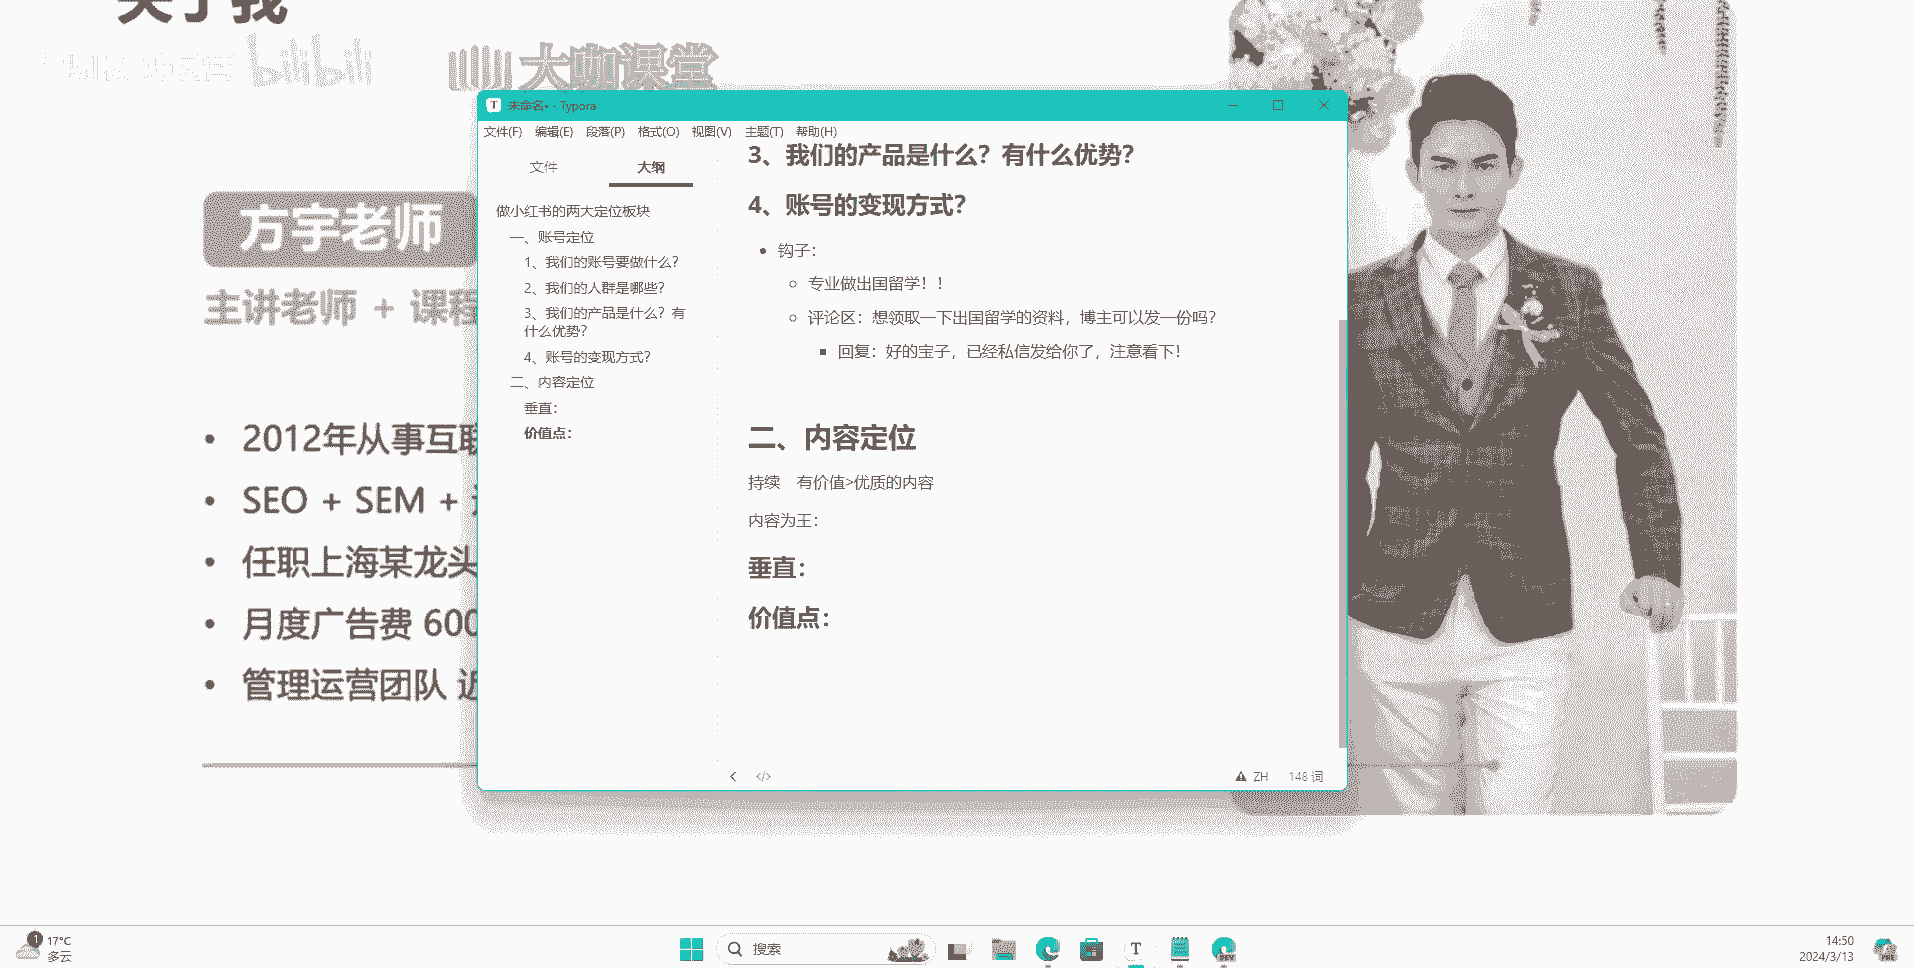 关于我
bilibili
大咖课堂
未命名• - Typora
文件(F) 编辑(E) 段落(P) 格式(O) 视图(V) 主题(T) 帮助(H)
文件 大纲
做小红书的两大定位板块
一、账号定位
1、我们的账号要做什么？
2、我们的人群是哪些？
3、我们的产品是什么？有
什么优势？
4、账号的变现方式？
二、内容定位
垂直：
价值点：
3、我们的产品是什么？有什么优势？
4、账号的变现方式？
钩子：
专业做出国留学！！
评论区：想领取一下出国留学的资料，博主可以发一份吗？
回复：好的宝子，已经私信发给你了，注意看下！
二、内容定位
持续 有价值>优质的内容
内容为王：
垂直：
价值点：
ZH 148 词
方宇老师
主讲老师 + 课程
2012年从事互联
SEO + SEM +
任职上海某龙头
月度广告费 600
管理运营团队 近
1
17°C
多云
搜索
T
DEV
14:50
2024/3/13
PRE